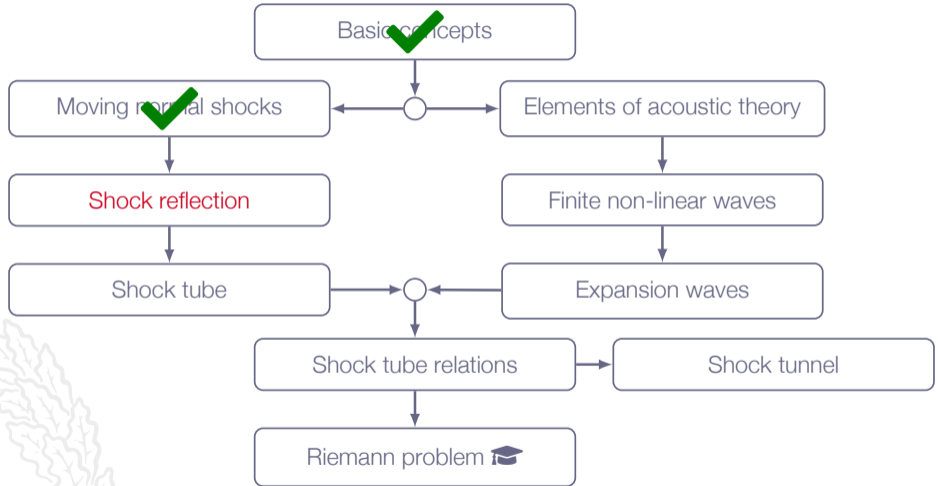 Basic concepts
Moving normal shocks
Elements of acoustic theory
Shock reflection
Finite non-linear waves
Shock tube
Expansion waves
Shock tube relations
Shock tunnel
Riemann problem